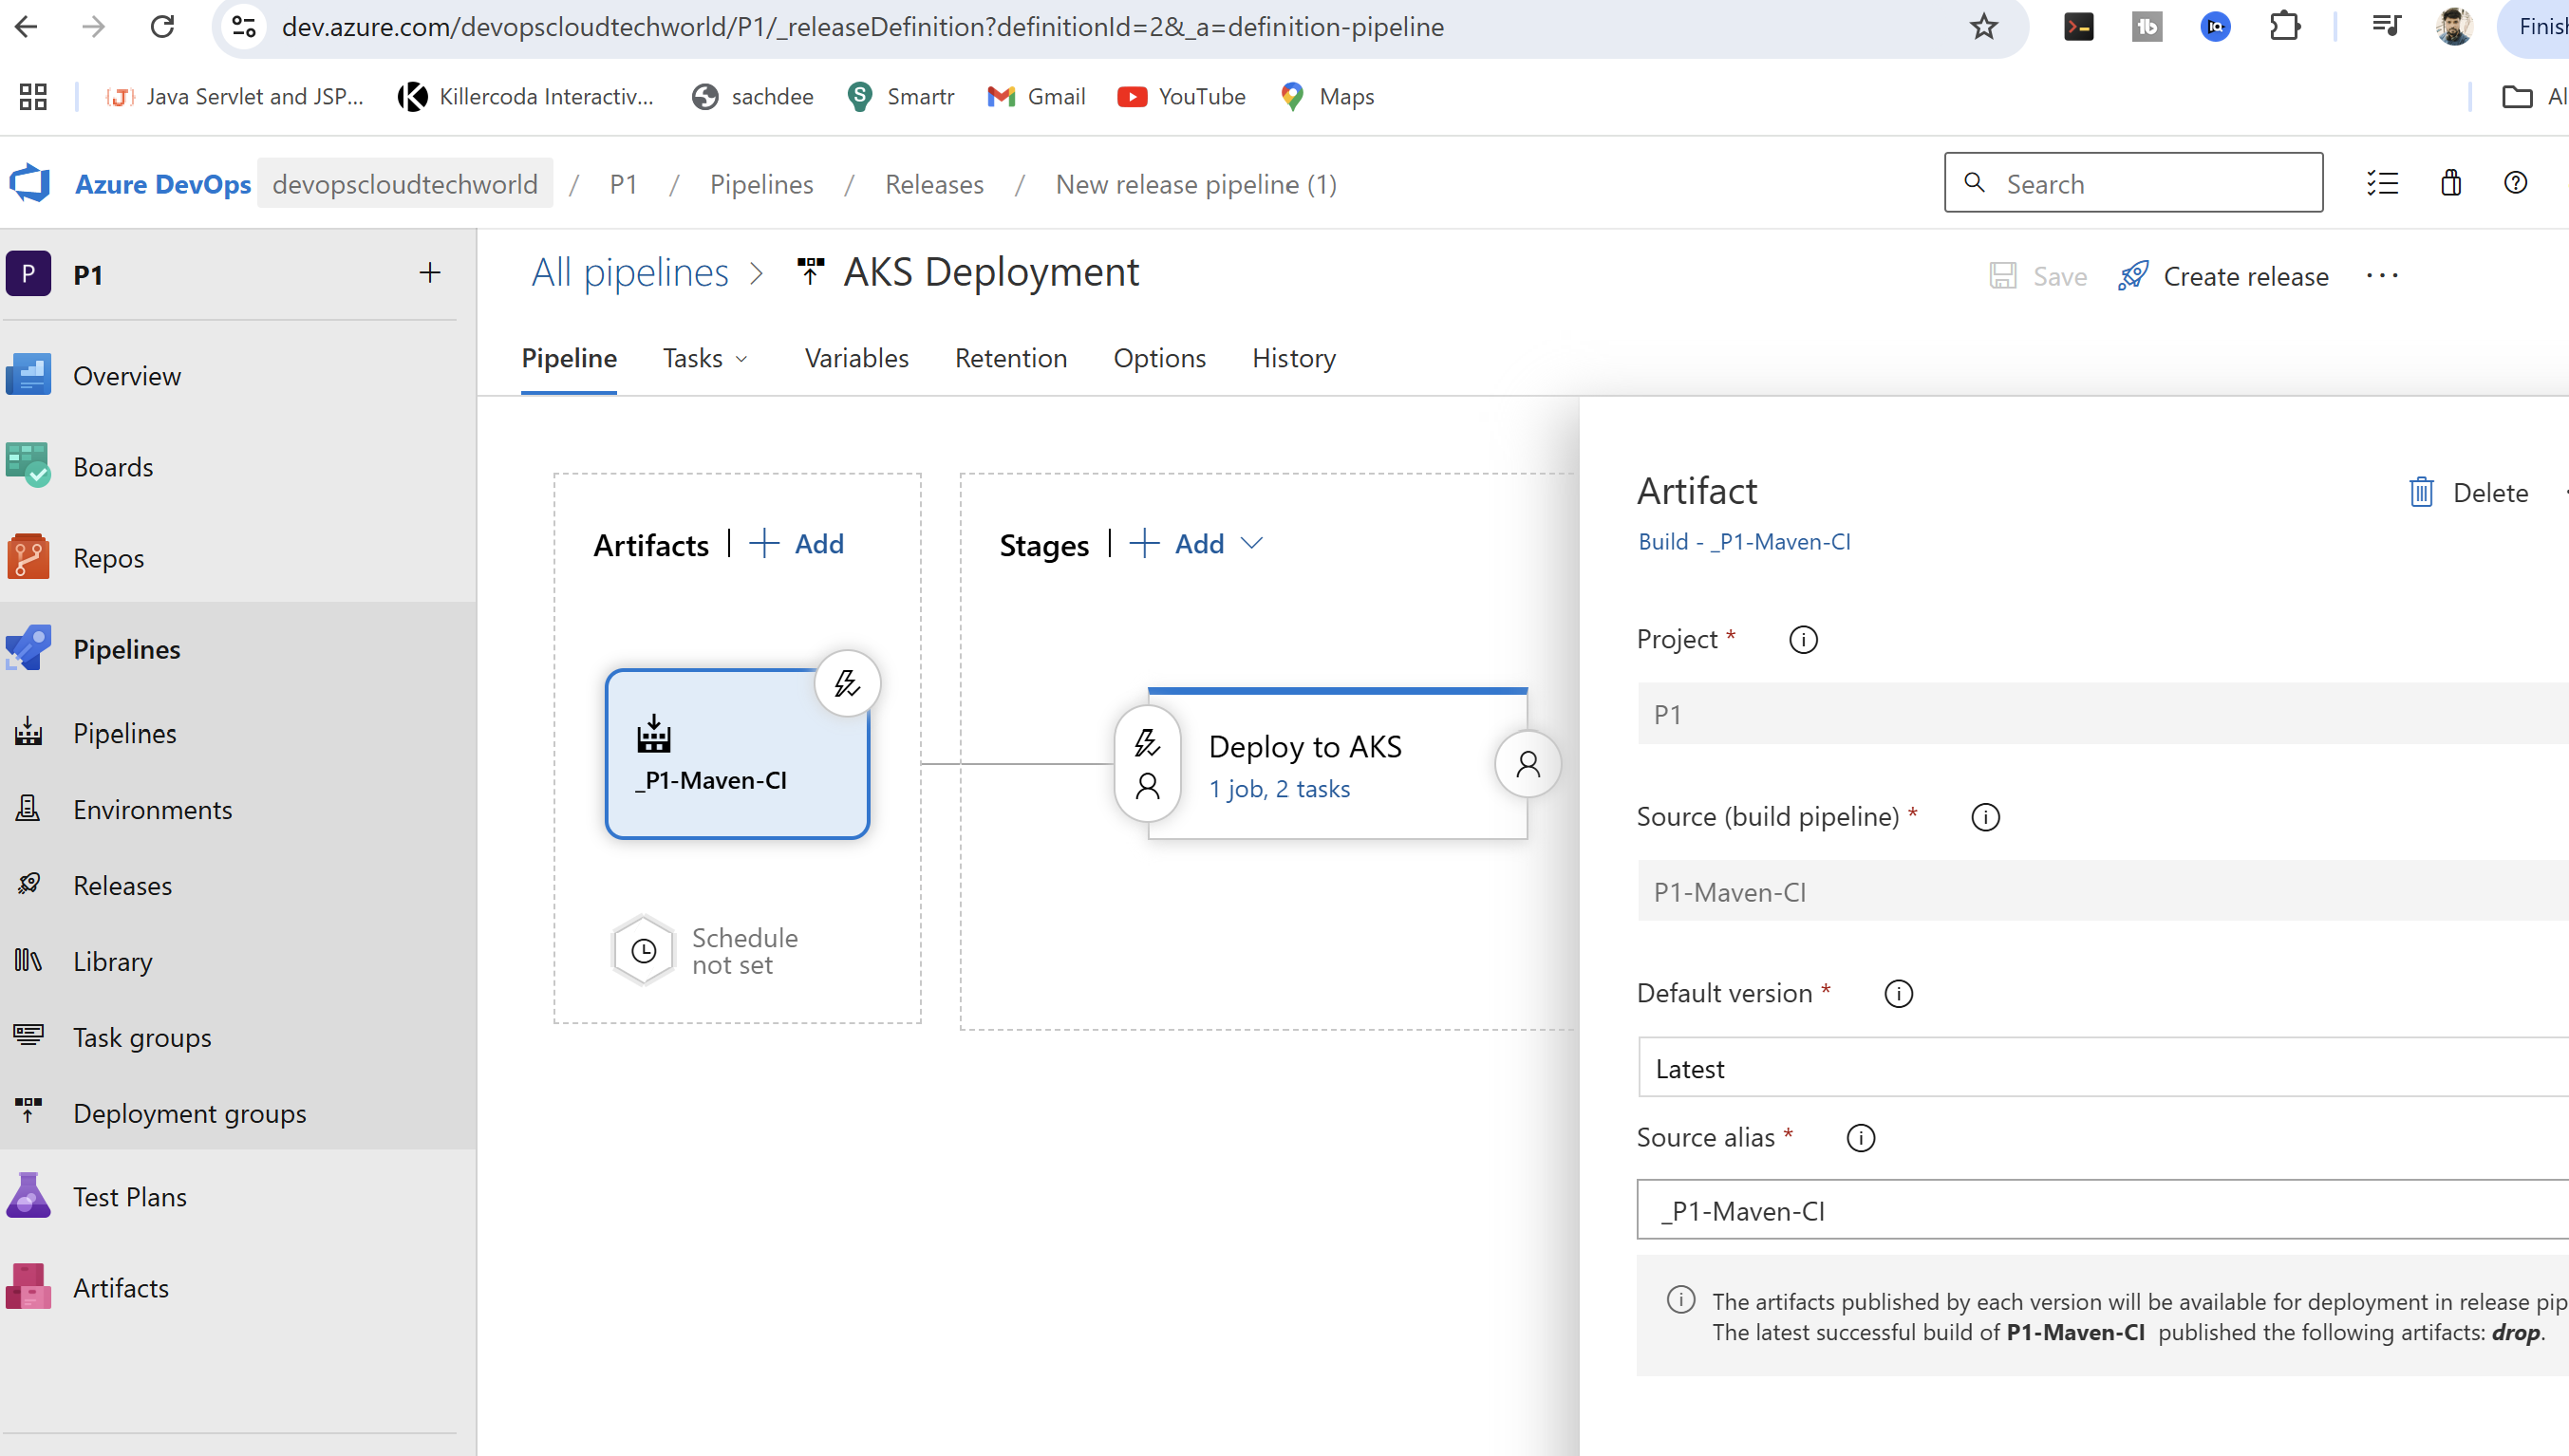 dev.azure.com/devopscloudtechworld/P1/_releaseDefinition?definitionId=2&_a=definition-pipeline
Java Servlet and JSP...
Killercoda Interactiv...
sachdee
Smartr
Gmail
YouTube
Maps
Azure DevOps devopscloudtechworld / P1 / Pipelines / Releases / New release pipeline (1)
Search
P P1
Overview
Boards
Repos
Pipelines
Pipelines
Environments
Releases
Library
Task groups
Deployment groups
Test Plans
Artifacts
All pipelines > AKS Deployment
Save
Create release
Pipeline
Tasks
Variables
Retention
Options
History
Artifacts | + Add
Stages | + Add
_P1-Maven-CI
Schedule
not set
Deploy to AKS
1 job, 2 tasks
Artifact
Delete
Build - _P1-Maven-CI
Project *
P1
Source (build pipeline) *
P1-Maven-CI
Default version *
Latest
Source alias *
_P1-Maven-CI
The artifacts published by each version will be available for deployment in release
The latest successful build of P1-Maven-CI published the following artifacts: drop.